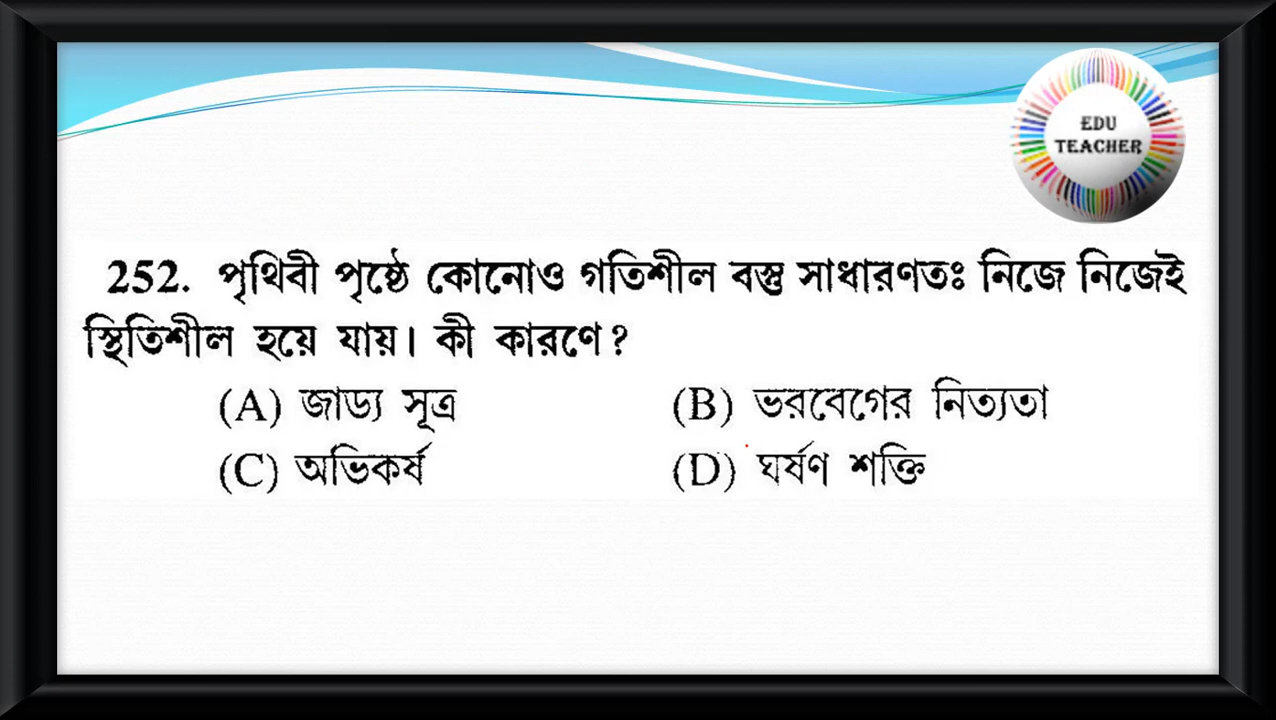 EDU
TEACHER
252. পৃথিবী পৃষ্ঠে কোনোও গতিশীল বস্তু সাধারণতঃ নিজে নিজেই
স্থিতিশীল হয়ে যায়। কী কারণে?
(A) জাড্য সূত্র (B) ভরবেগের নিত্যতা
(C) অভিকর্ষ (D) ঘর্ষণ শক্তি